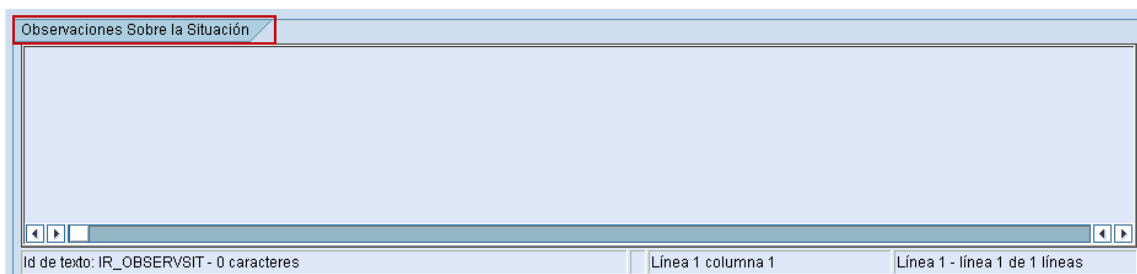 Observaciones Sobre la Situación
Id de texto: IR_OBSERVSIT - 0 caracteres
Línea 1 columna 1
Línea 1 - línea 1 de 1 líneas